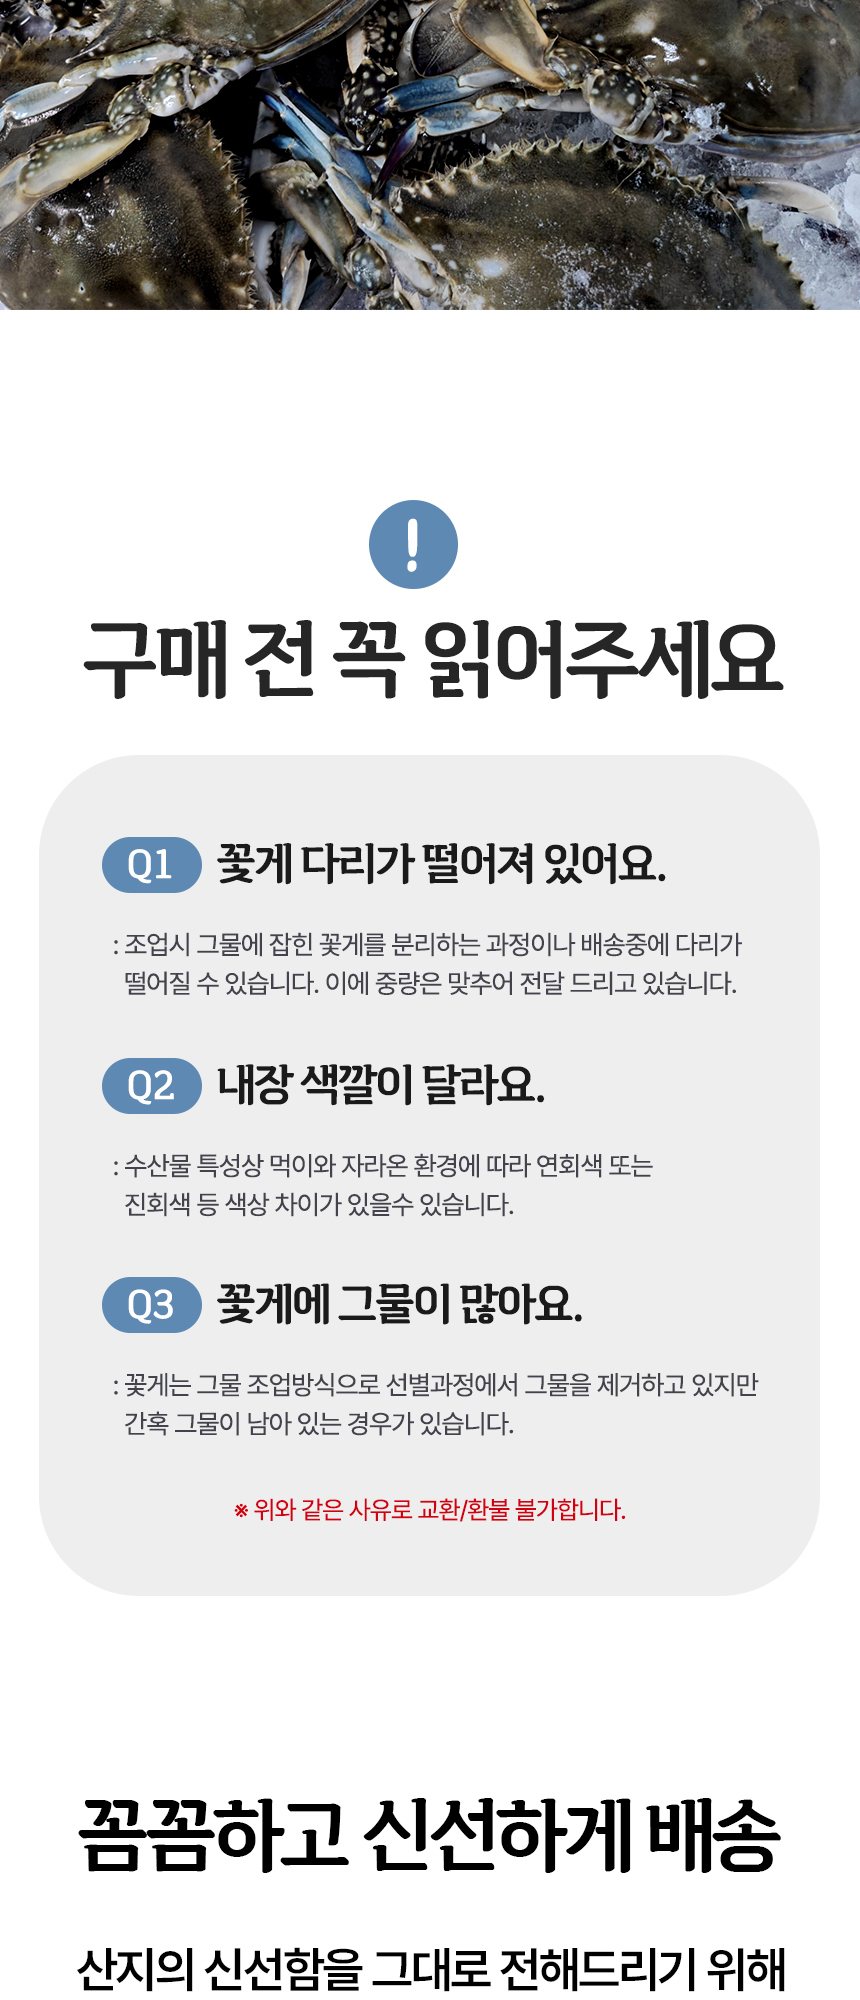 !
구매 전 꼭 읽어주세요
Q1 꽃게 다리가 떨어져 있어요.
: 조업시 그물에 잡힌 꽃게를 분리하는 과정이나 배송중에 다리가
떨어질 수 있습니다. 이에 중량은 맞추어 전달 드리고 있습니다.
Q2 내장 색깔이 달라요.
: 수산물 특성상 먹이와 자라온 환경에 따라 연회색 또는
진회색 등 색상 차이가 있을수 있습니다.
Q3 꽃게에 그물이 많아요.
: 꽃게는 그물 조업방식으로 선별과정에서 그물을 제거하고 있지만
간혹 그물이 남아 있는 경우가 있습니다.
※ 위와 같은 사유로 교환/환불 불가합니다.
꼼꼼하고 신선하게 배송
산지의 신선함을 그대로 전해드리기 위해